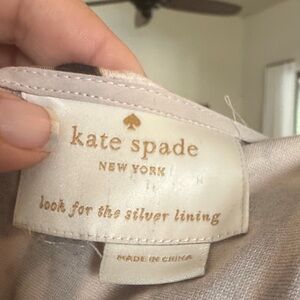 kate spade
NEW YORK
look for the silver lining
MADE IN CHINA